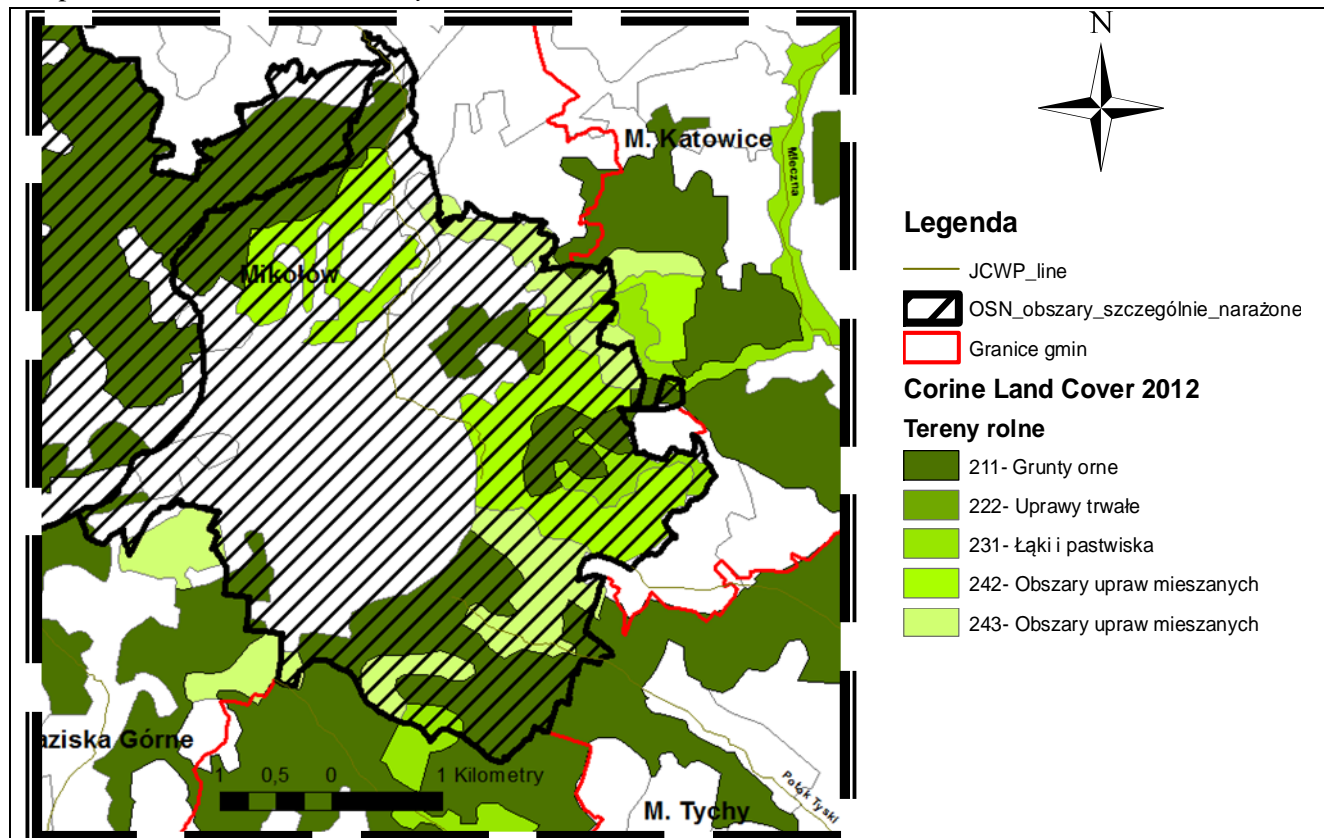 N
M. Katowice
Mleczna
Mikołów
aziska Górne
1 0,5 0 1 Kilometry
M. Tychy
Potok Tyski
Legenda
JCWP_line
OSN_obszary_szczególnie_narażone
Granice gmin
Corine Land Cover 2012
Tereny rolne
211- Grunty orne
222- Uprawy trwałe
231- Łąki i pastwiska
242- Obszary upraw mieszanych
243- Obszary upraw mieszanych